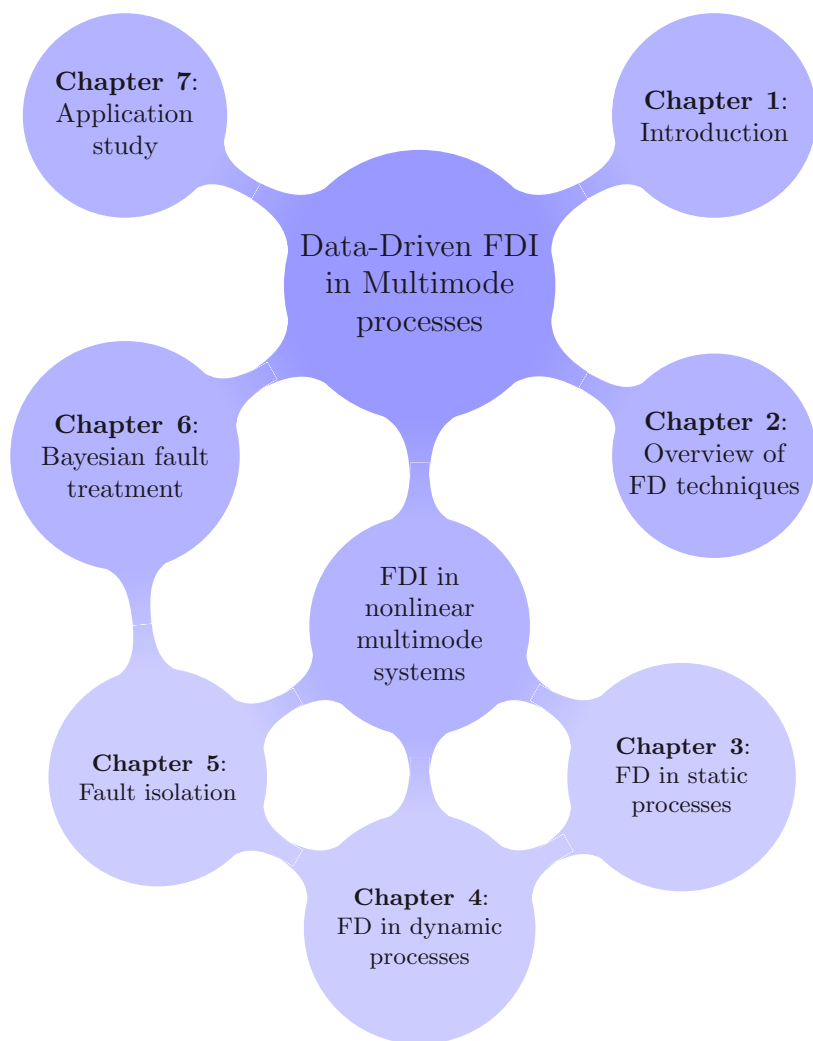 Chapter 7:
Application
study
Chapter 1:
Introduction
Data-Driven FDI
in Multimode
processes
Chapter 6:
Bayesian fault
treatment
Chapter 2:
Overview of
FD techniques
FDI in
nonlinear
multimode
systems
Chapter 5:
Fault isolation
Chapter 3:
FD in static
processes
Chapter 4:
FD in dynamic
processes